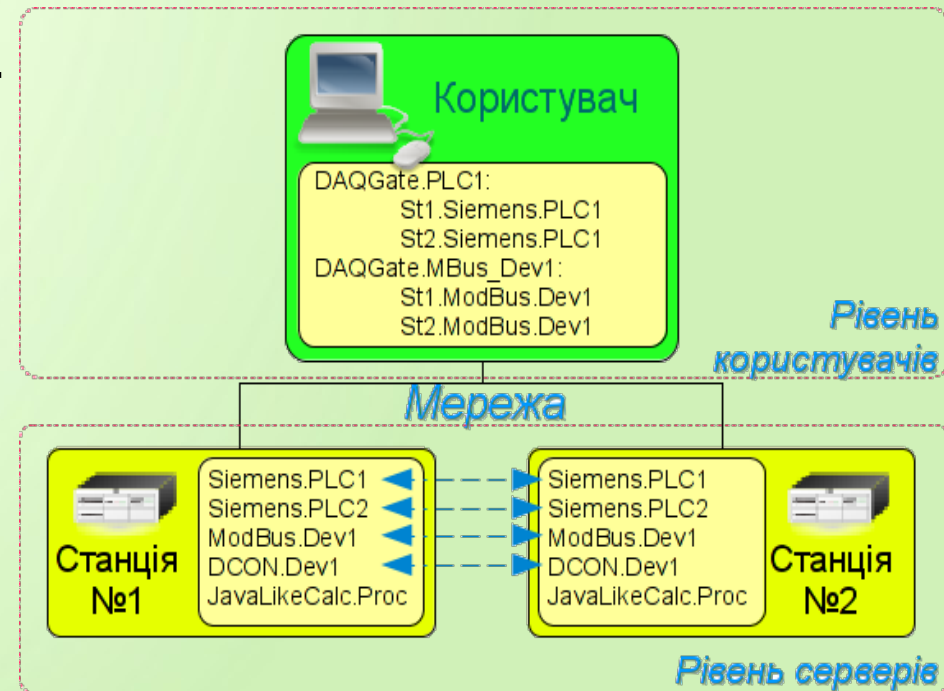 Користувач
DAQGate.PLC1:
St1.Siemens.PLC1
St2.Siemens.PLC1
DAQGate.MBus_Dev1:
St1.ModBus.Dev1
St2.ModBus.Dev1
Рівень
користувачів
Мережа
Станція
№1
Siemens.PLC1
Siemens.PLC2
ModBus.Dev1
DCON.Dev1
JavaLikeCalc.Proc
Siemens.PLC1
Siemens.PLC2
ModBus.Dev1
DCON.Dev1
JavaLikeCalc.Proc
Станція
№2
Рівень серверів